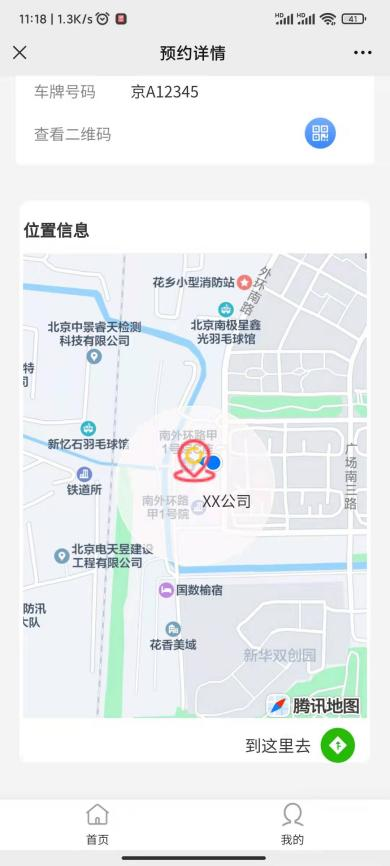 11:18 | 1.3K/s
HD HD 41
预约详情
车牌号码 京A12345
查看二维码
位置信息
花乡小型消防站
外环南路
北京南极星鑫
光羽毛球馆
北京中景睿天检测
科技有限公司
特
司
新忆石羽毛球馆
南外环路甲
1号院
广场南三路
铁道所
南外环路
甲1号院
XX公司
北京电天昱建设
工程有限公司
国数榆宿
防汛
大队
花香美域
新华双创园
腾讯地图
到这里去
首页
我的